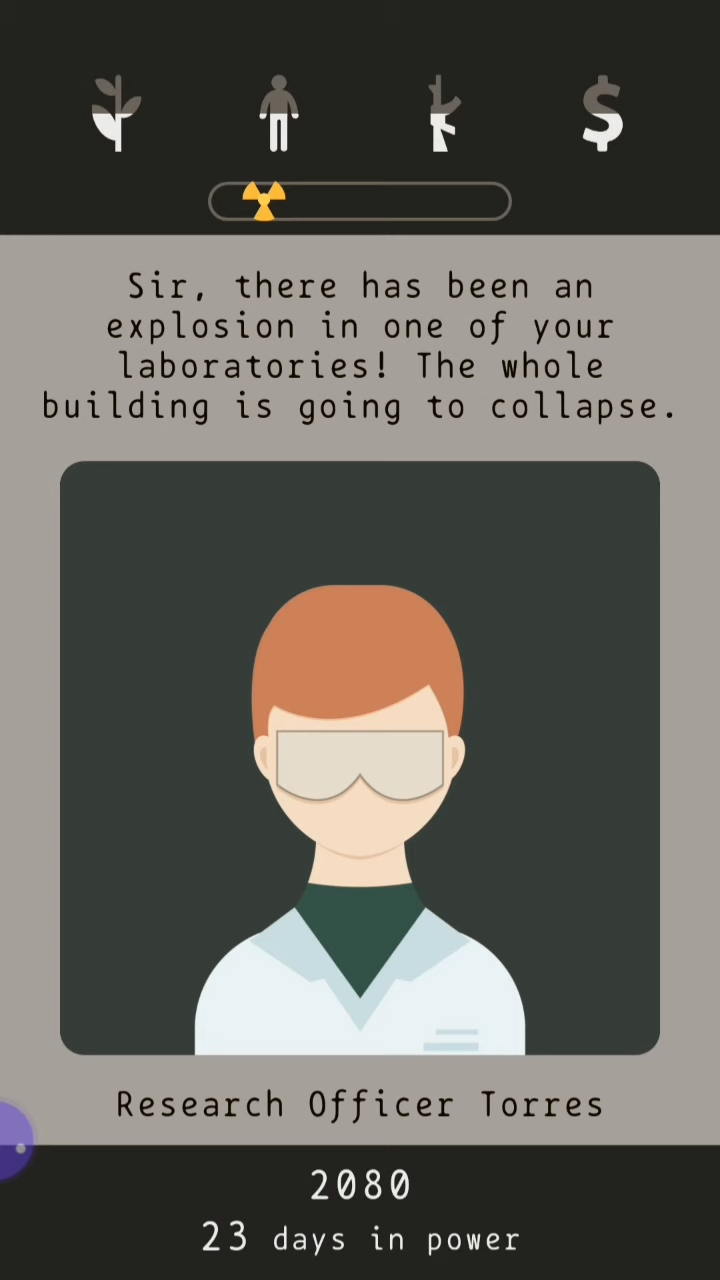 Sir, there has been an
explosion in one of your
laboratories! The whole
building is going to collapse.
Research Officer Torres
2080
23 days in power